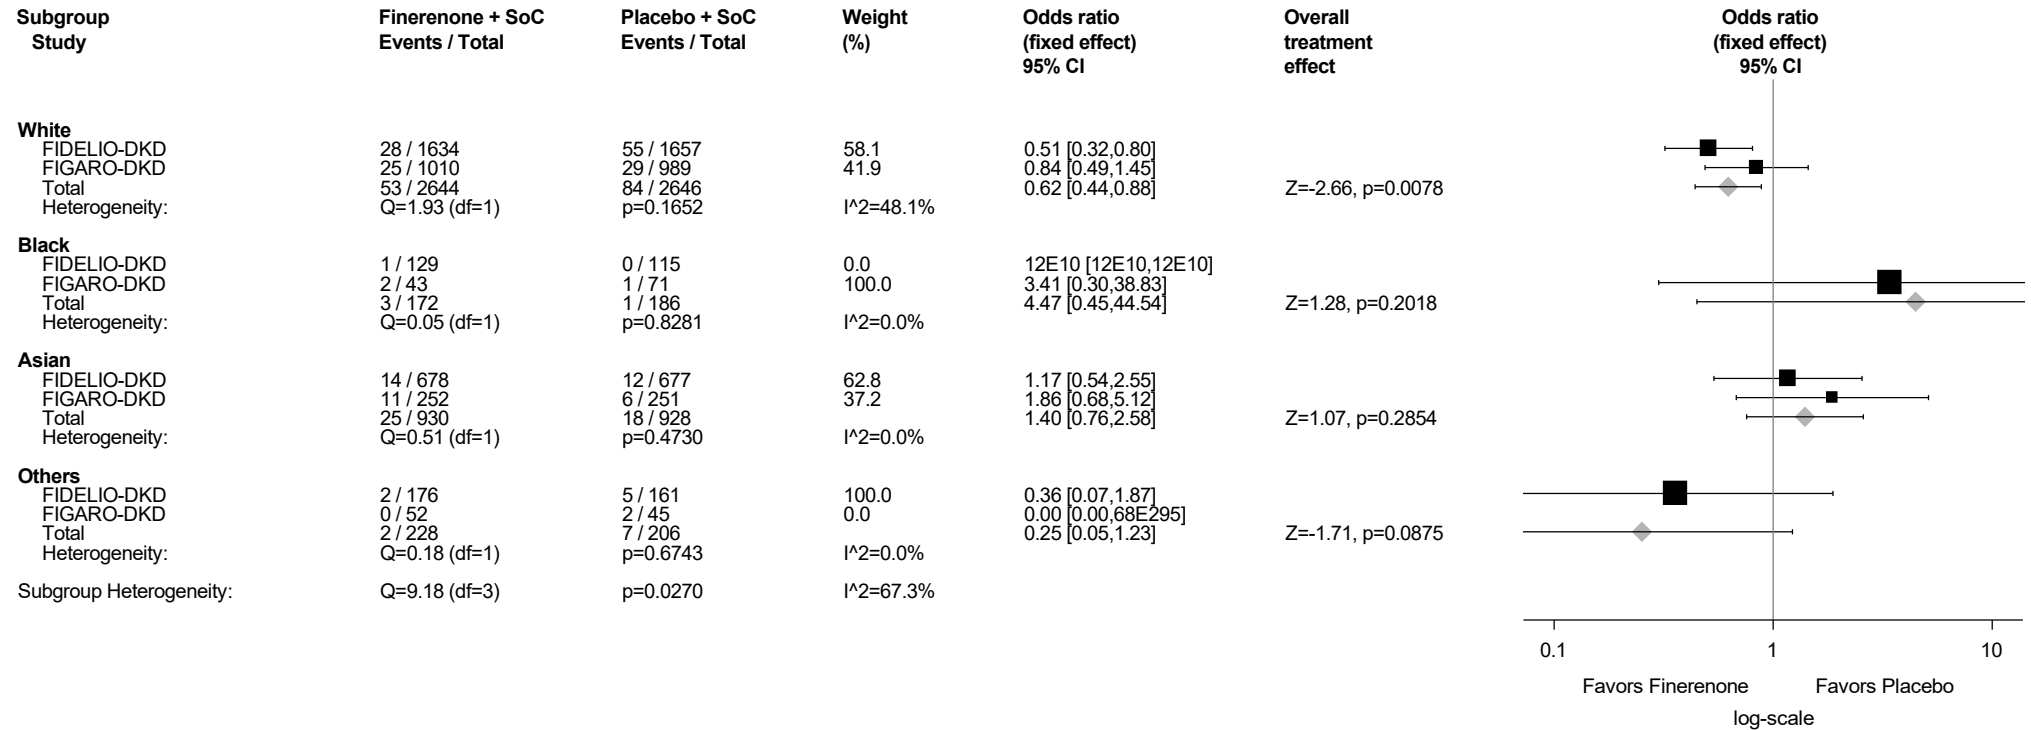 Subgroup Finerenone + SoC Placebo + SoC Weight Odds ratio Overall Odds ratio
Study Events / Total Events / Total (%) (fixed effect) treatment (fixed effect)
95% CI effect 95% CI
White
FIDELIO-DKD 28 / 1634 55 / 1657 58.1 0.51 [0.32,0.80]
FIGARO-DKD 25 / 1010 29 / 989 41.9 0.84 [0.49,1.45]
Total 53 / 2644 84 / 2646 0.62 [0.44,0.88] Z=-2.66, p=0.0078
Heterogeneity: Q=1.93 (df=1) p=0.1652 I^2=48.1%
Black
FIDELIO-DKD 1 / 129 0 / 115 0.0 12E10 [12E10,12E10]
FIGARO-DKD 2 / 43 1 / 71 100.0 3.41 [0.30,38.83]
Total 3 / 172 1 / 186 4.47 [0.45,44.54] Z=1.28, p=0.2018
Heterogeneity: Q=0.05 (df=1) p=0.8281 I^2=0.0%
Asian
FIDELIO-DKD 14 / 678 12 / 677 62.8 1.17 [0.54,2.55]
FIGARO-DKD 11 / 252 6 / 251 37.2 1.86 [0.68,5.12]
Total 25 / 930 18 / 928 1.40 [0.76,2.58] Z=1.07, p=0.2854
Heterogeneity: Q=0.51 (df=1) p=0.4730 I^2=0.0%
Others
FIDELIO-DKD 2 / 176 5 / 161 100.0 0.36 [0.07,1.87]
FIGARO-DKD 0 / 52 2 / 45 0.0 0.00 [0.00,68E295]
Total 2 / 228 7 / 206 0.25 [0.05,1.23] Z=-1.71, p=0.0875
Heterogeneity: Q=0.18 (df=1) p=0.6743 I^2=0.0%
Subgroup Heterogeneity: Q=9.18 (df=3) p=0.0270 I^2=67.3%
0.1 1 10
Favors Finerenone Favors Placebo
log-scale